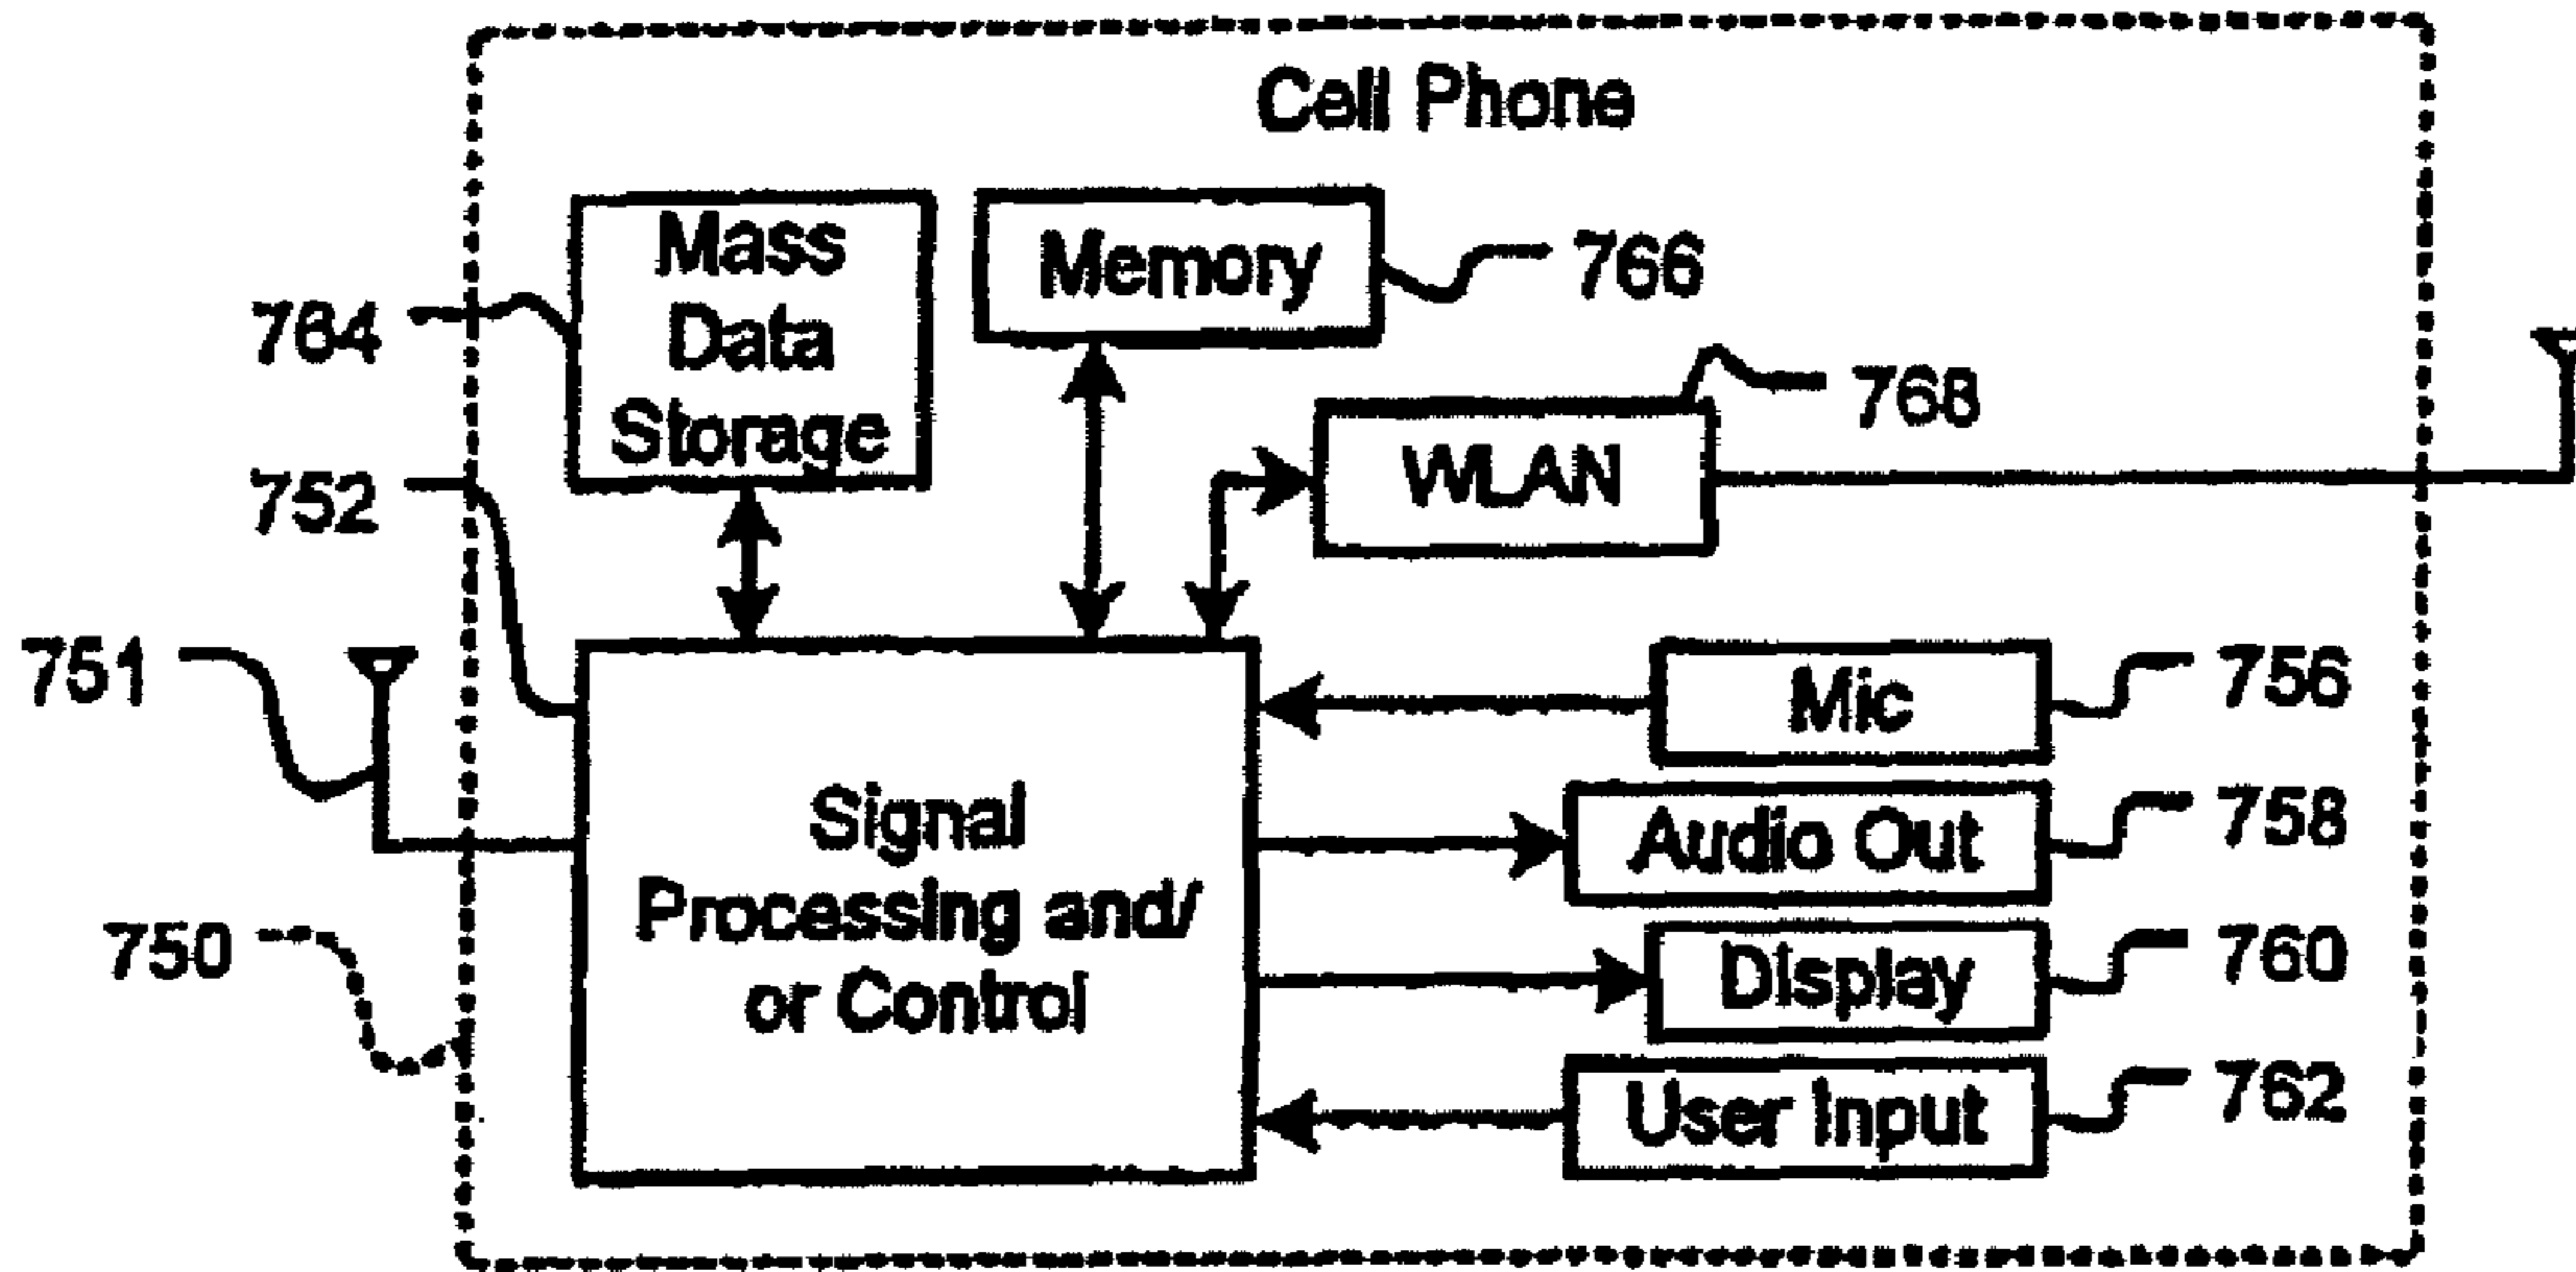 Cell Phone
Mass
Data
Storage
Memory
766
764
768
WLAN
752
751
Mic
756
Signal
Processing and/
or Control
Audio Out
758
750
Display
760
User Input
762